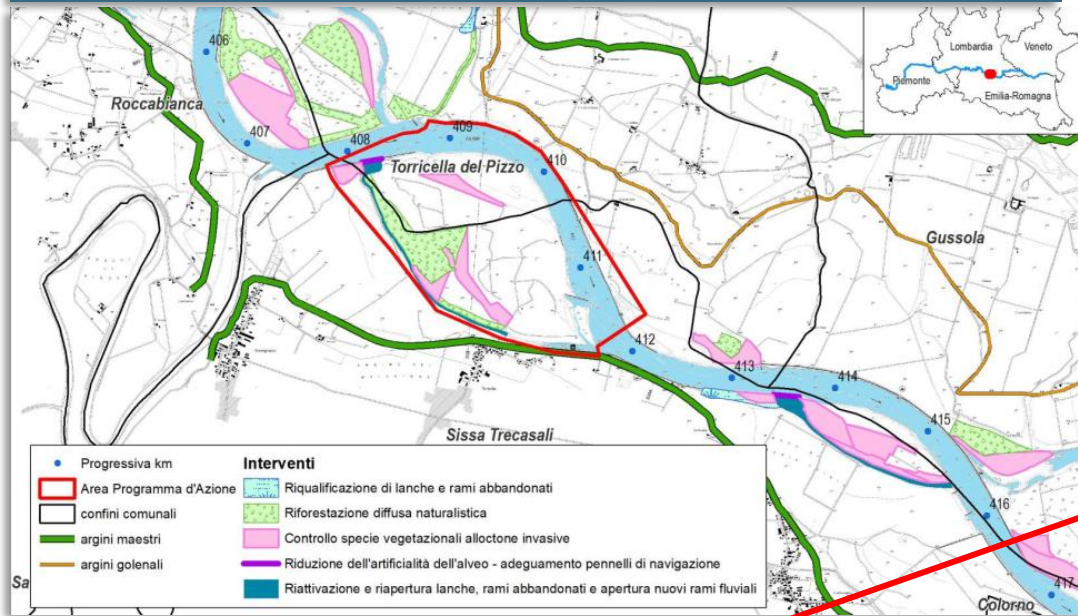 406
Lombardia
Veneto
Piemonte
Emilia-Romagna
Roccabianca
407
408
409
Torricella del Pizzo
410
Gussola
411
412
413
414
415
Sissa Trecasali
416
417
Colorno
Sa
Progressiva km
Area Programma d'Azione
confini comunali
argini maestri
argini golenali
Interventi
Riqualificazione di lanche e rami abbandonati
Riforestazione diffusa naturalistica
Controllo specie vegetazionali alloctone invasive
Riduzione dell'artificialità dell'alveo - adeguamento pennelli di navigazione
Riattivazione e riapertura lanche, rami abbandonati e apertura nuovi rami fluviali